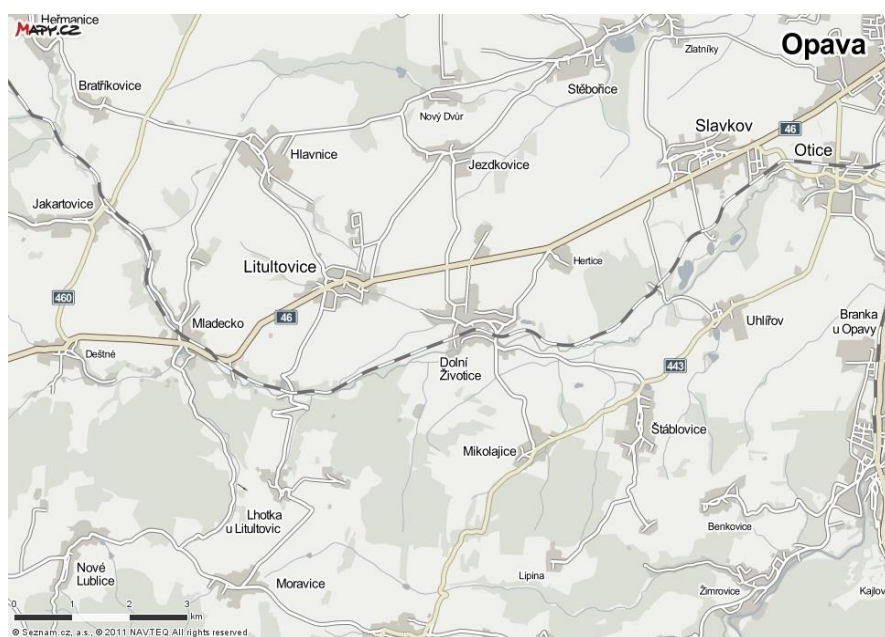 Heřmanice
MAPY.CZ
Zlatníky
Opava
Bratříkovice
Stěbořice
Nový Dvůr
Slavkov
46
Otice
Hlavnice
Jezdkovice
Jakartovice
Litultovice
Hertice
460
46
Mladecko
Uhlířov
Branka
u Opavy
Deštné
Dolní
Životice
443
Štáblovice
Mikolajice
Lhotka
u Litultovic
Benkovice
Nové
Lublice
Moravice
Lipina
Žimrovice
Kajlov
0 1 2 3
km
© Seznam.cz, a.s., © 2011 NAVTEQ All rights reserved